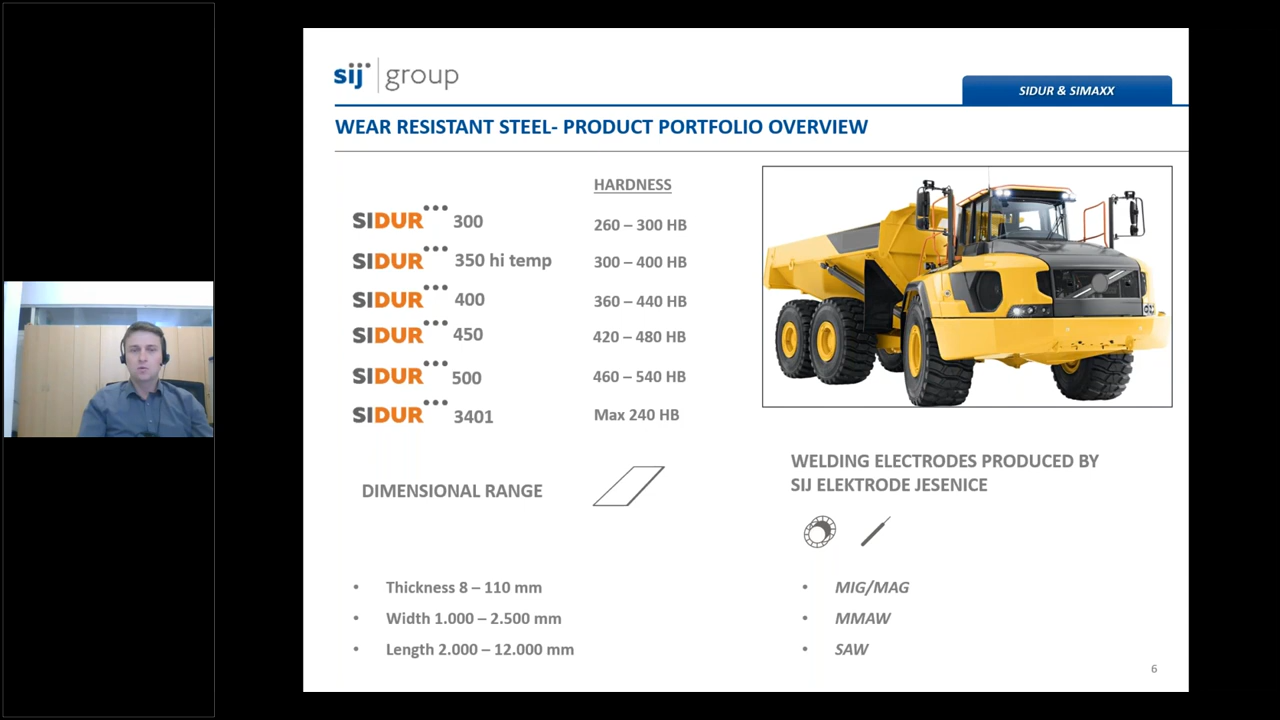 sij group
SIDUR & SIMAXX
WEAR RESISTANT STEEL- PRODUCT PORTFOLIO OVERVIEW
HARDNESS
SIDUR 300 260 – 300 HB
SIDUR 350 hi temp 300 – 400 HB
SIDUR 400 360 – 440 HB
SIDUR 450 420 – 480 HB
SIDUR 500 460 – 540 HB
SIDUR 3401 Max 240 HB
DIMENSIONAL RANGE
• Thickness 8 – 110 mm
• Width 1.000 – 2.500 mm
• Length 2.000 – 12.000 mm
WELDING ELECTRODES PRODUCED BY
SIJ ELEKTRODE JESENICE
• MIG/MAG
• MMAW
• SAW
6